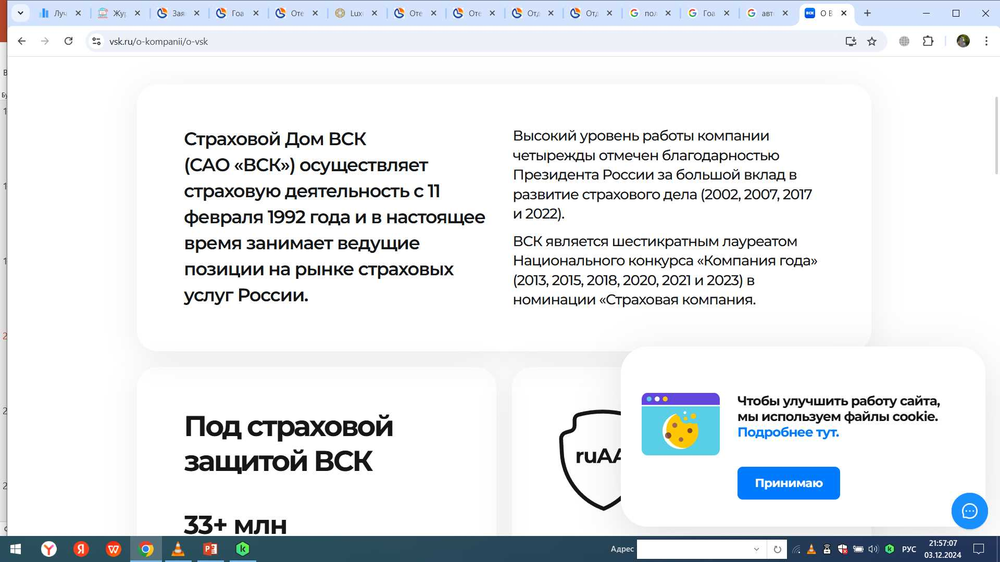 Луч
Жур
Зая
Гоа
Оте
Lux
Оте
Оте
Отд
Отд
пол
Гоа
авт
ВСК
О В
vsk.ru/o-kompanii/o-vsk
Страховой Дом ВСК
(САО «ВСК») осуществляет
страховую деятельность с 11
февраля 1992 года и в настоящее
время занимает ведущие
позиции на рынке страховых
услуг России.
Высокий уровень работы компании
четырежды отмечен благодарностью
Президента России за большой вклад в
развитие страхового дела (2002, 2007, 2017
и 2022).
ВСК является шестикратным лауреатом
Национального конкурса «Компания года»
(2013, 2015, 2018, 2020, 2021 и 2023) в
номинации «Страховая компания.
Под страховой
защитой ВСК
33+ млн
ruAA
Чтобы улучшить работу сайта,
мы используем файлы cookie.
Подробнее тут.
Принимаю
Адрес
РУС
21:57:07
03.12.2024